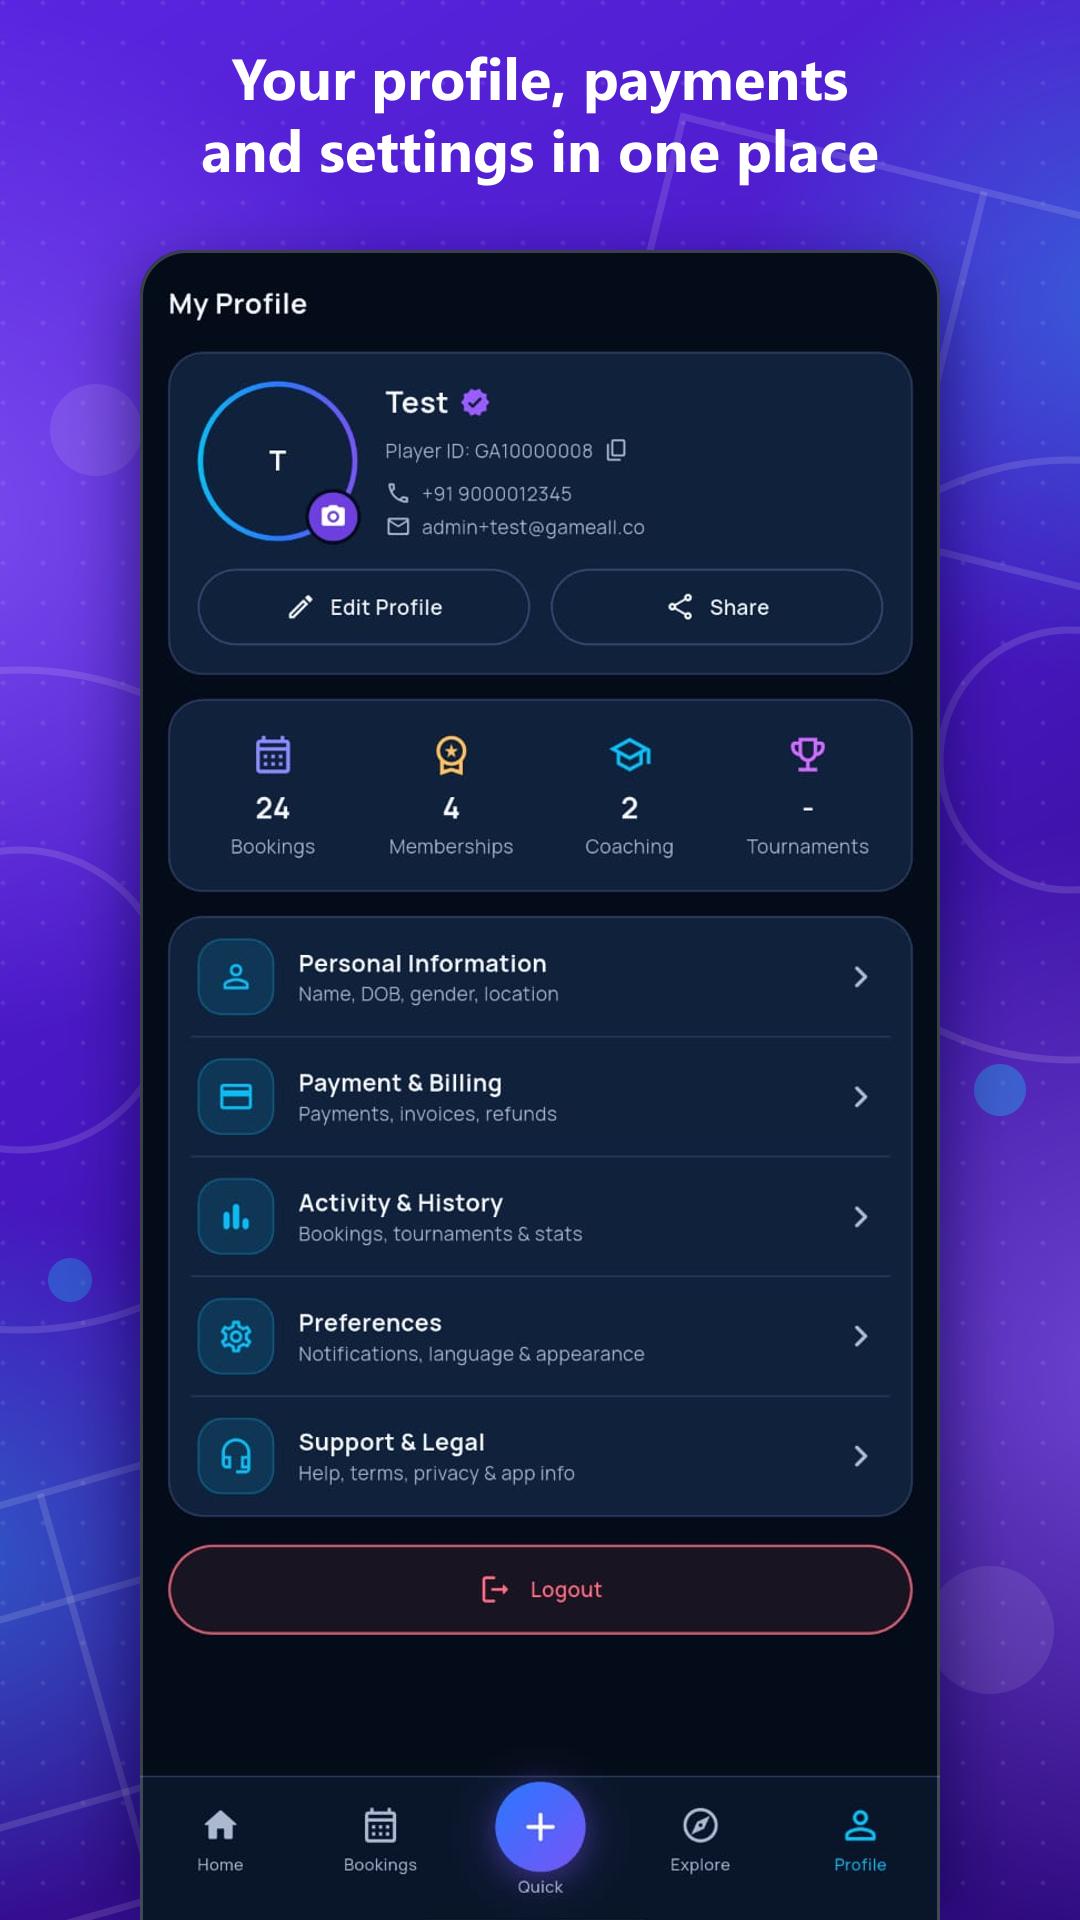 Your profile, payments
and settings in one place
My Profile
T
Test
Player ID: GA10000008
+91 9000012345
admin+test@gameall.co
Edit Profile
Share
24
Bookings
4
Memberships
2
Coaching
-
Tournaments
Personal Information
Name, DOB, gender, location
Payment & Billing
Payments, invoices, refunds
Activity & History
Bookings, tournaments & stats
Preferences
Notifications, language & appearance
Support & Legal
Help, terms, privacy & app info
Logout
Home
Bookings
Quick
Explore
Profile